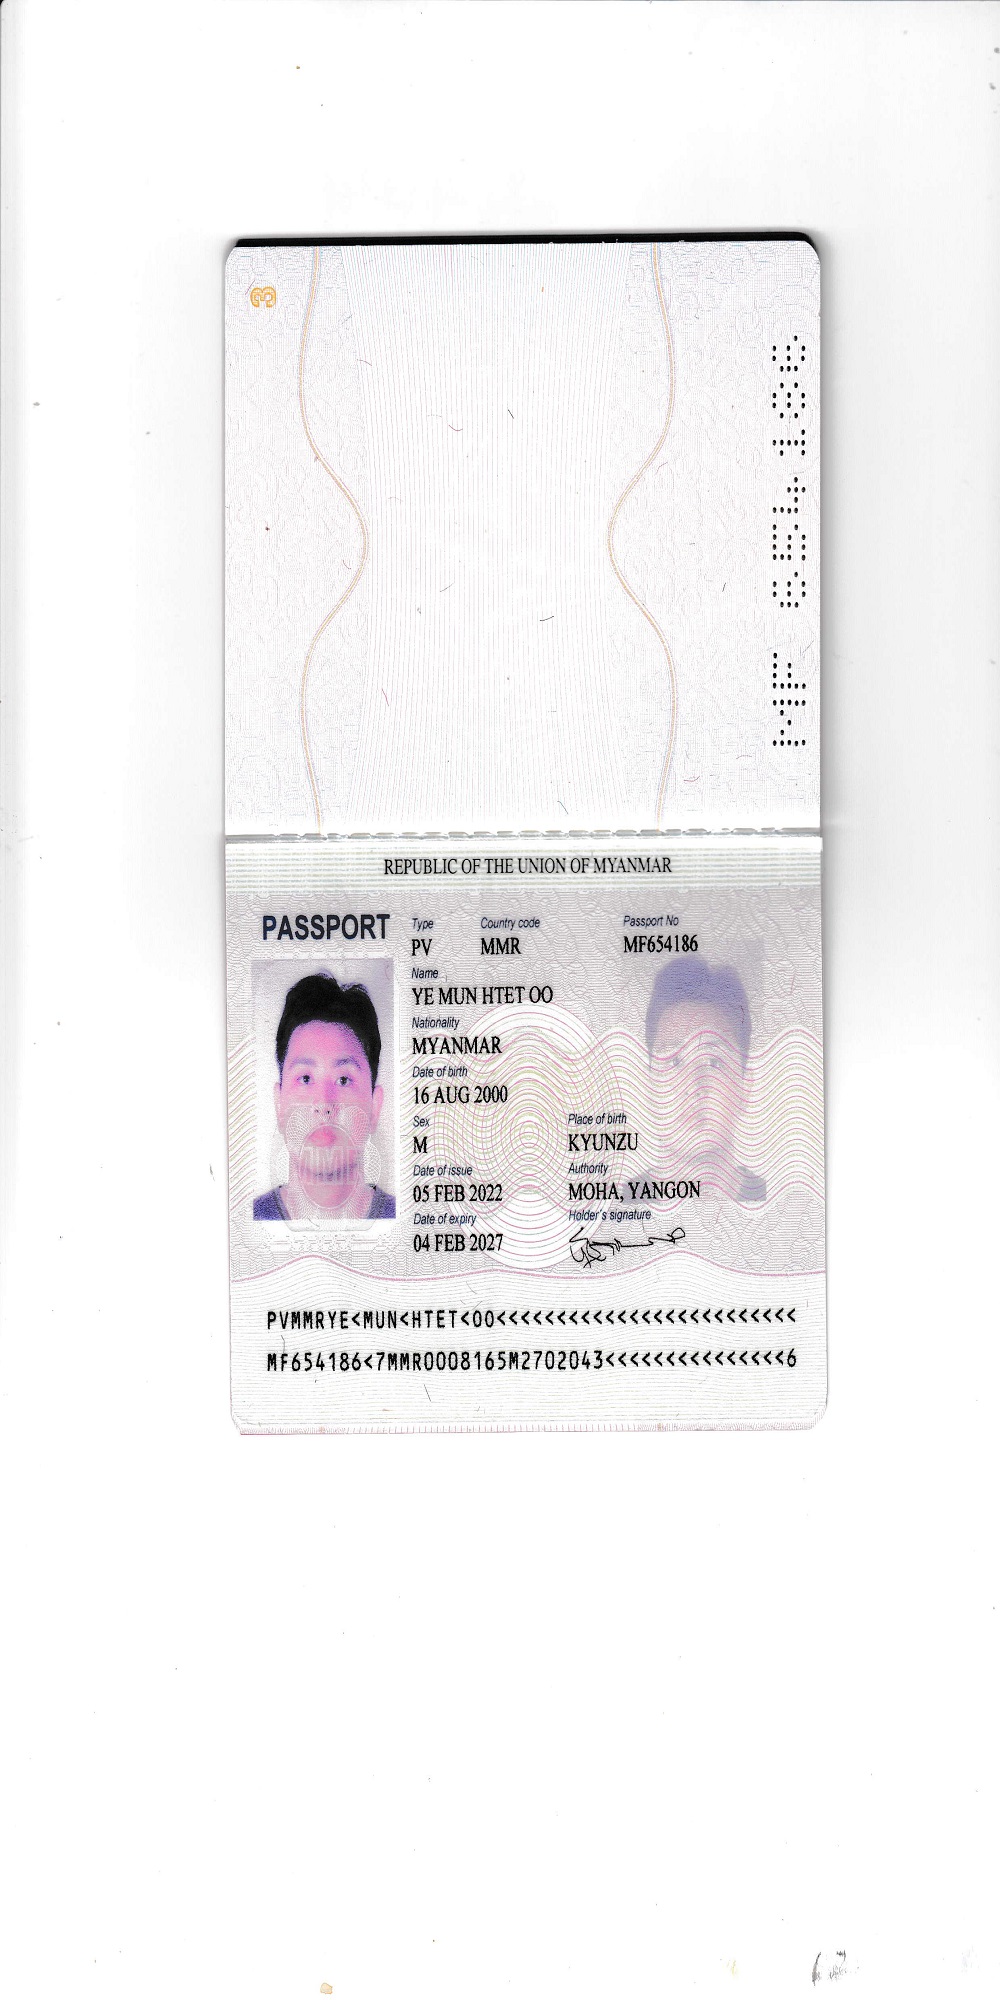 3
MF 654186
REPUBLIC OF THE UNION OF MYANMAR
PASSPORT
Type Country code Passport No
PV MMR MF654186
Name
YE MUN HTET OO
Nationality
MYANMAR
Date of birth
16 AUG 2000
Sex Place of birth
M KYUNZU
Date of issue Authority
05 FEB 2022 MOHA, YANGON
Date of expiry Holder's signature
04 FEB 2027
PVMMRYE<MUN<HTET<OO<<<<<<<<<<<<<<<<<<<<<<<<<
MF654186<7MMR0008165M2702043<<<<<<<<<<<<<<<6